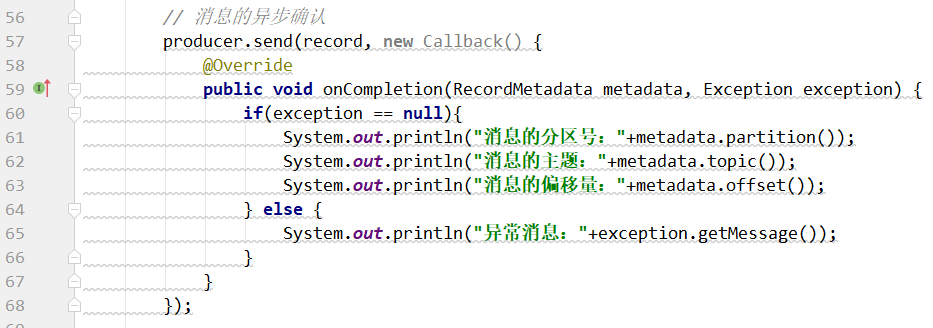 56 // 消息的异步确认
57 producer.send(record, new Callback() {
58 @Override
59 public void onCompletion(RecordMetadata metadata, Exception exception) {
60 if(exception == null){
61 System.out.println("消息的分区号："+metadata.partition());
62 System.out.println("消息的主题："+metadata.topic());
63 System.out.println("消息的偏移量："+metadata.offset());
64 } else {
65 System.out.println("异常消息："+exception.getMessage());
66 }
67 }
68 });